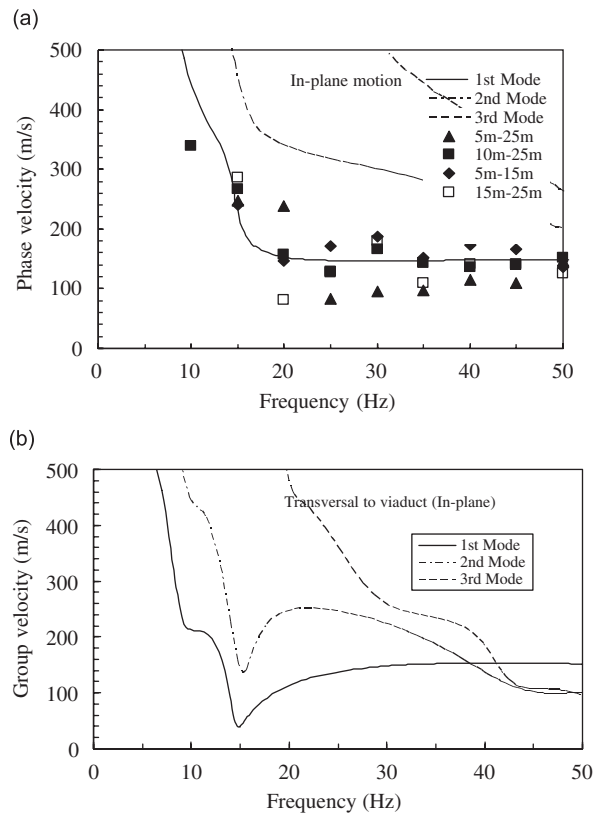 (a)
500
400
300
200
100
0
Phase velocity (m/s)
In-plane motion
1st Mode
2nd Mode
3rd Mode
5m-25m
10m-25m
5m-15m
15m-25m
0 10 20 30 40 50
Frequency (Hz)
(b)
500
400
300
200
100
0
Group velocity (m/s)
Transversal to viaduct (In-plane)
1st Mode
2nd Mode
3rd Mode
0 10 20 30 40 50
Frequency (Hz)